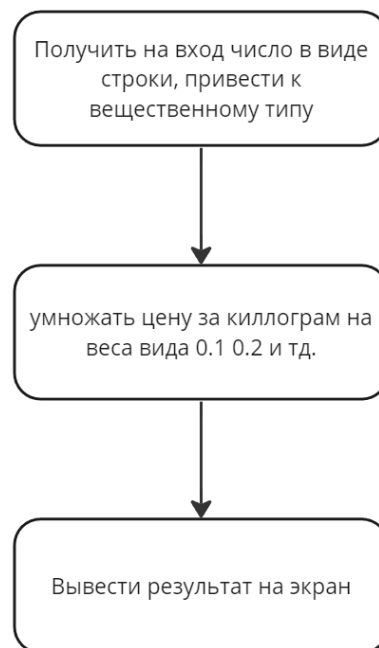 Получить на вход число в виде
строки, привести к
вещественному типу
умножать цену за киллограм на
веса вида 0.1 0.2 и тд.
Вывести результат на экран